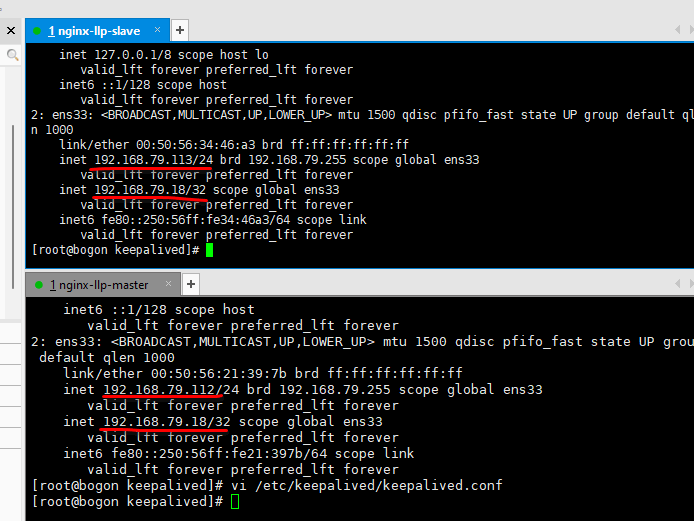 1 nginx-llp-slave × +
inet 127.0.0.1/8 scope host lo
valid_lft forever preferred_lft forever
inet6 ::1/128 scope host
valid_lft forever preferred_lft forever
2: ens33: <BROADCAST,MULTICAST,UP,LOWER_UP> mtu 1500 qdisc pfifo_fast state UP group default qle
n 1000
link/ether 00:50:56:34:46:a3 brd ff:ff:ff:ff:ff:ff
inet 192.168.79.113/24 brd 192.168.79.255 scope global ens33
valid_lft forever preferred_lft forever
inet 192.168.79.18/32 scope global ens33
valid_lft forever preferred_lft forever
inet6 fe80::250:56ff:fe34:46a3/64 scope link
valid_lft forever preferred_lft forever
[root@bogon keepalived]#
1 nginx-llp-master × +
inet6 ::1/128 scope host
valid_lft forever preferred_lft forever
2: ens33: <BROADCAST,MULTICAST,UP,LOWER_UP> mtu 1500 qdisc pfifo_fast state UP grou
default qlen 1000
link/ether 00:50:56:21:39:7b brd ff:ff:ff:ff:ff:ff
inet 192.168.79.112/24 brd 192.168.79.255 scope global ens33
valid_lft forever preferred_lft forever
inet 192.168.79.18/32 scope global ens33
valid_lft forever preferred_lft forever
inet6 fe80::250:56ff:fe21:397b/64 scope link
valid_lft forever preferred_lft forever
[root@bogon keepalived]# vi /etc/keepalived/keepalived.conf
[root@bogon keepalived]#